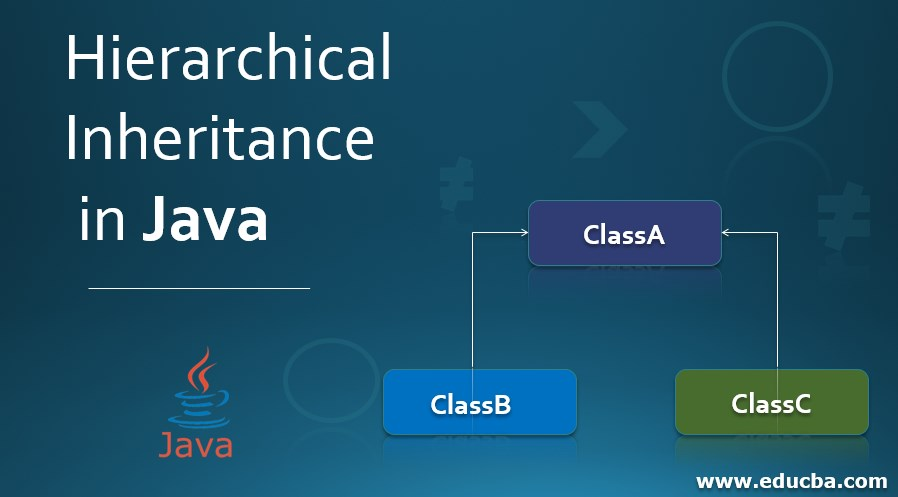 Hierarchical
Inheritance
in Java
ClassA
ClassB
ClassC
Java
www.educba.com